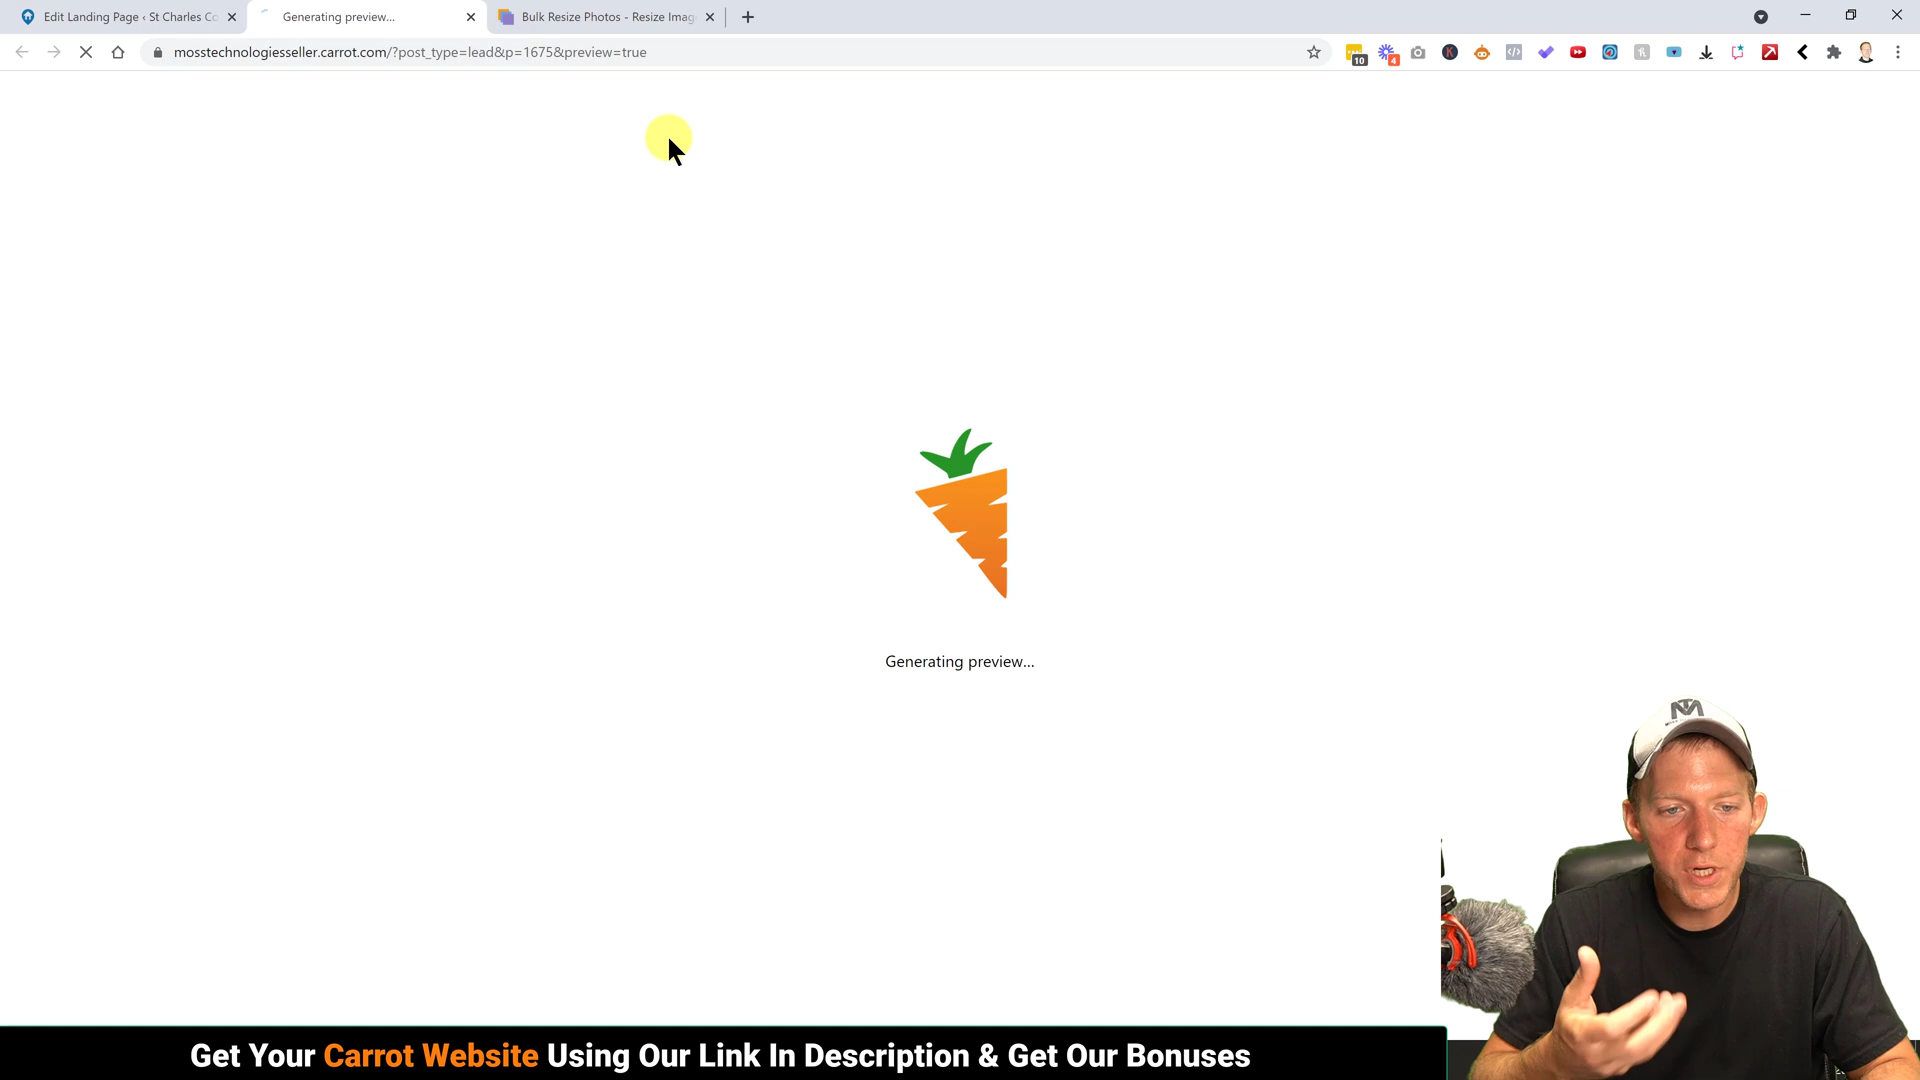 Edit Landing Page ‹ St Charles Co
Generating preview...
Bulk Resize Photos - Resize Imag
mosstechnologiesseller.carrot.com/?post_type=lead&p=1675&preview=true
10
4
Generating preview...
Get Your Carrot Website Using Our Link In Description & Get Our Bonuses